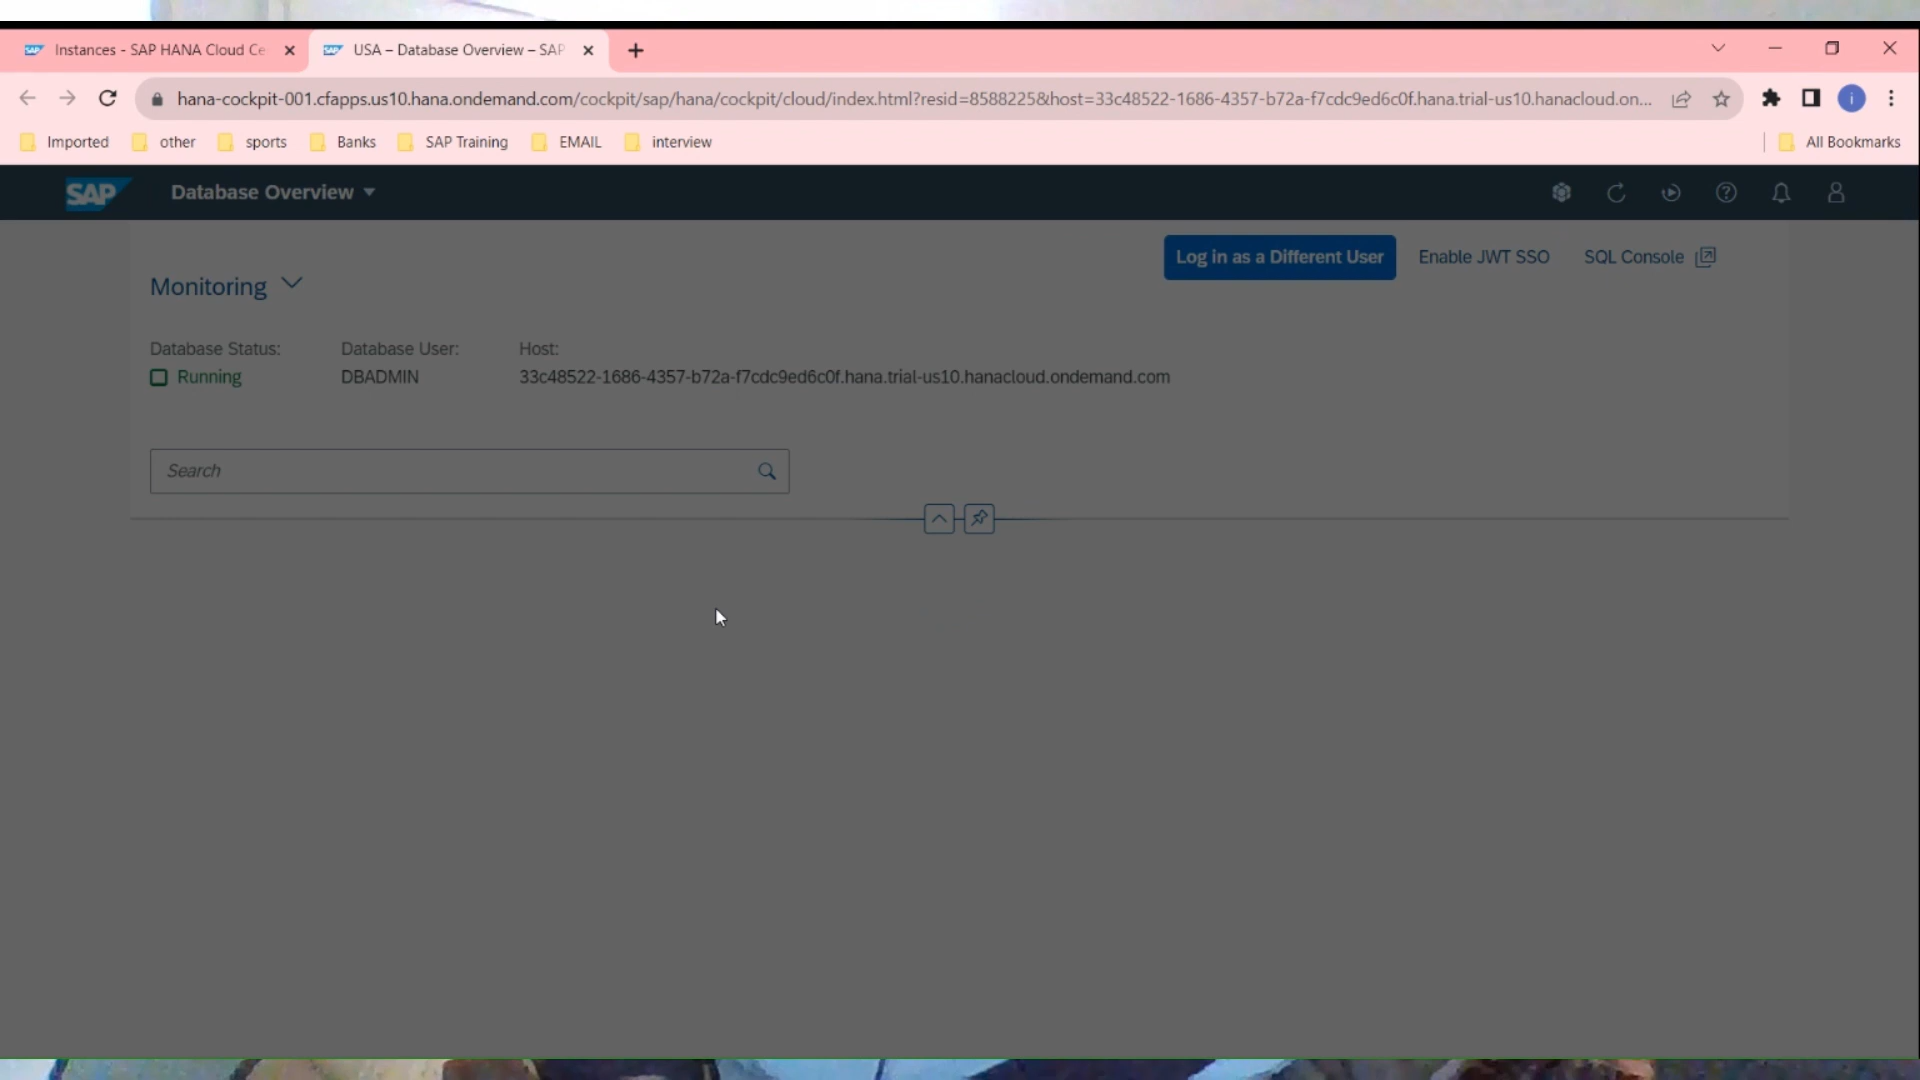 Instances - SAP HANA Cloud Ce
USA – Database Overview – SAP
hana-cockpit-001.cfapps.us10.hana.ondemand.com/cockpit/sap/hana/cockpit/cloud/index.html?resid=8588225&host=33c48522-1686-4357-b72a-f7cdc9ed6c0f.hana.trial-us10.hanacloud.on...
i
Imported other sports Banks SAP Training EMAIL interview All Bookmarks
SAP Database Overview
Log in as a Different User Enable JWT SSO SQL Console
Monitoring
Database Status: Database User: Host:
Running DBADMIN 33c48522-1686-4357-b72a-f7cdc9ed6c0f.hana.trial-us10.hanacloud.ondemand.com
Search